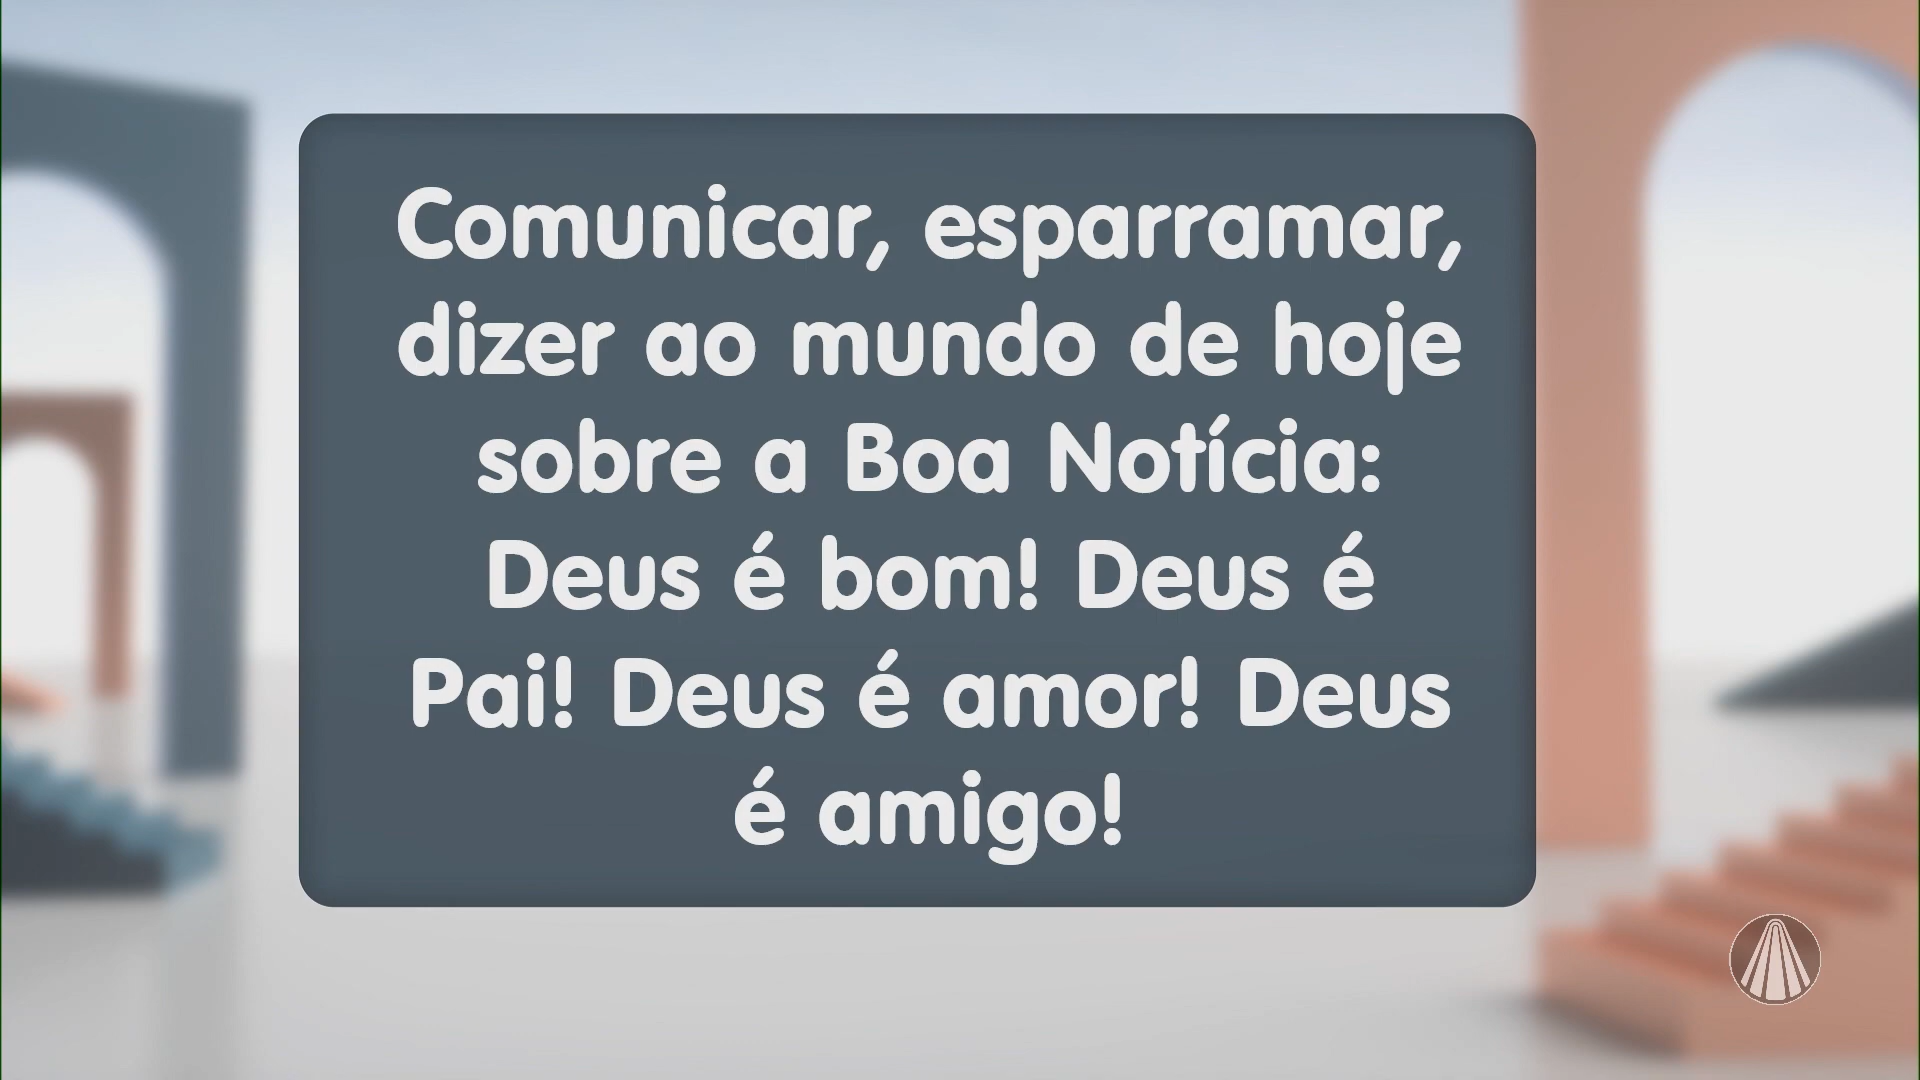 Comunicar, esparramar,
dizer ao mundo de hoje
sobre a Boa Notícia:
Deus é bom! Deus é
Pai! Deus é amor! Deus
é amigo!